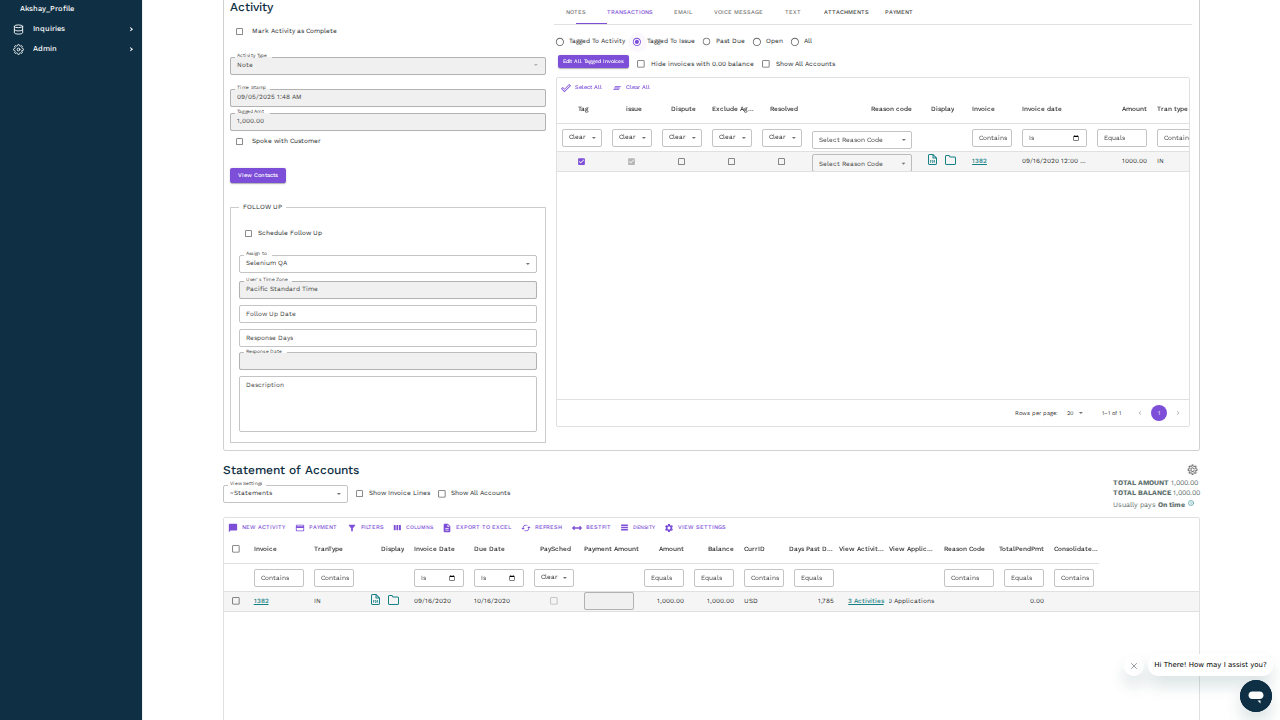 Akshay_Profile
Inquiries
Admin
Activity
Mark Activity as Complete
Activity Type
Note
Time Stamp
09/05/2025 1:48 AM
Tagged Amt
1,000.00
Spoke with Customer
View Contacts
FOLLOW UP
Schedule Follow Up
Assign to
Selenium QA
User's Time Zone
Pacific Standard Time
Follow Up Date
Response Days
Response Date
Description
NOTES TRANSACTIONS EMAIL VOICE MESSAGE TEXT ATTACHMENTS PAYMENT
Tagged To Activity Tagged To Issue Past Due Open All
Edit All Tagged Invoices Hide invoices with 0.00 balance Show All Accounts
Select All Clear All
Tag Issue Dispute Exclude Ag... Resolved Reason code Display Invoice Invoice date Amount Tran type
Clear Clear Clear Clear Clear Select Reason Code Contains Is Equals Contain
Select Reason Code 1382 09/16/2020 12:00 ... 1000.00 IN
Rows per page: 20 1–1 of 1 1
Statement of Accounts
View Settings
~Statements Show Invoice Lines Show All Accounts
TOTAL AMOUNT 1,000.00
TOTAL BALANCE 1,000.00
Usually pays On time
NEW ACTIVITY PAYMENT FILTERS COLUMNS EXPORT TO EXCEL REFRESH BESTFIT DENSITY VIEW SETTINGS
Invoice TranType Display Invoice Date Due Date PaySched Payment Amount Amount Balance CurrID Days Past D... View Activit... View Applic... Reason Code TotalPendPmt Consolidate...
Contains Contains Is Is Clear Equals Equals Contains Equals Contains Equals Contains
1382 IN 09/16/2020 10/16/2020 1,000.00 1,000.00 USD 1,785 3 Activities 0 Applications 0.00
Hi There! How may I assist you?